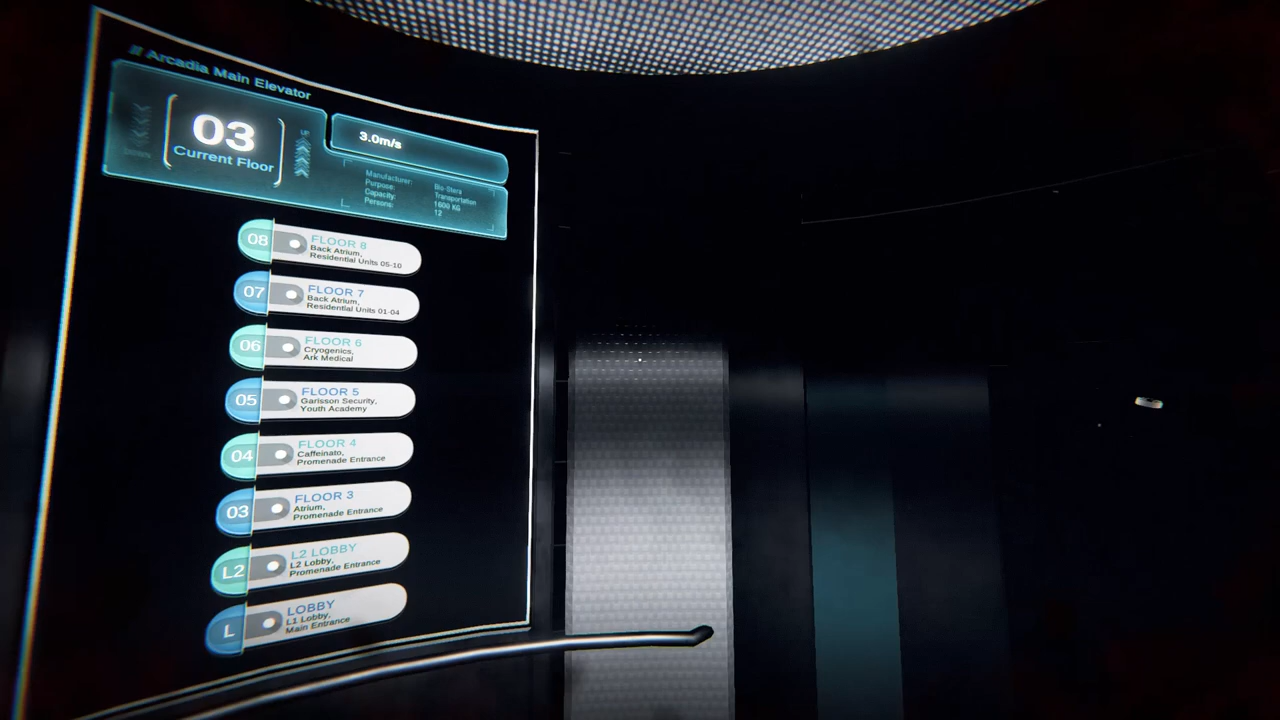 // Arcadia Main Elevator
03
Current Floor
DOWN
UP
3.0m/s
Manufacturer: Bio-Stera
Purpose: Transportation
Capacity: 1600 KG
Persons: 12
08
FLOOR 8
Back Atrium,
Residential Units 05-10
07
FLOOR 7
Back Atrium,
Residential Units 01-04
06
FLOOR 6
Cryogenics,
Ark Medical
05
FLOOR 5
Garisson Security,
Youth Academy
04
FLOOR 4
Caffeinato,
Promenade Entrance
03
FLOOR 3
Atrium,
Promenade Entrance
L2
L2 LOBBY
L2 Lobby,
Promenade Entrance
L
LOBBY
L1 Lobby,
Main Entrance